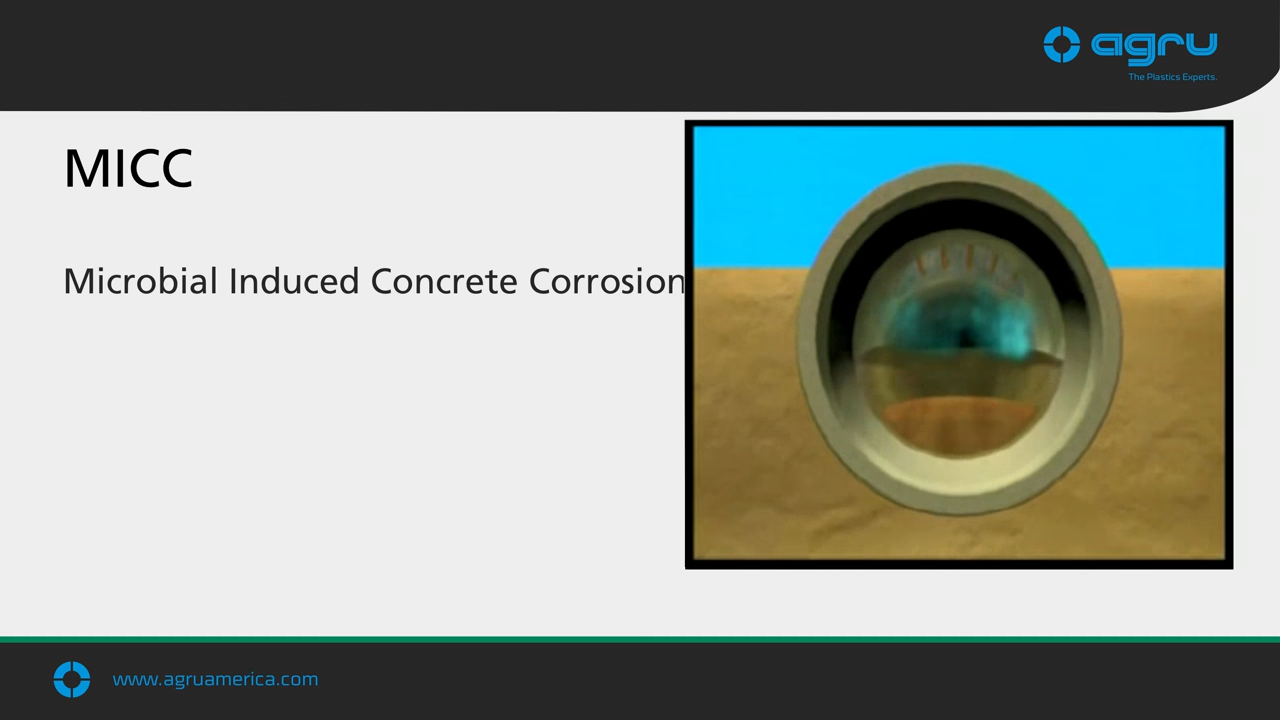 agru
The Plastics Experts.
MICC
Microbial Induced Concrete Corrosion
www.agruamerica.com